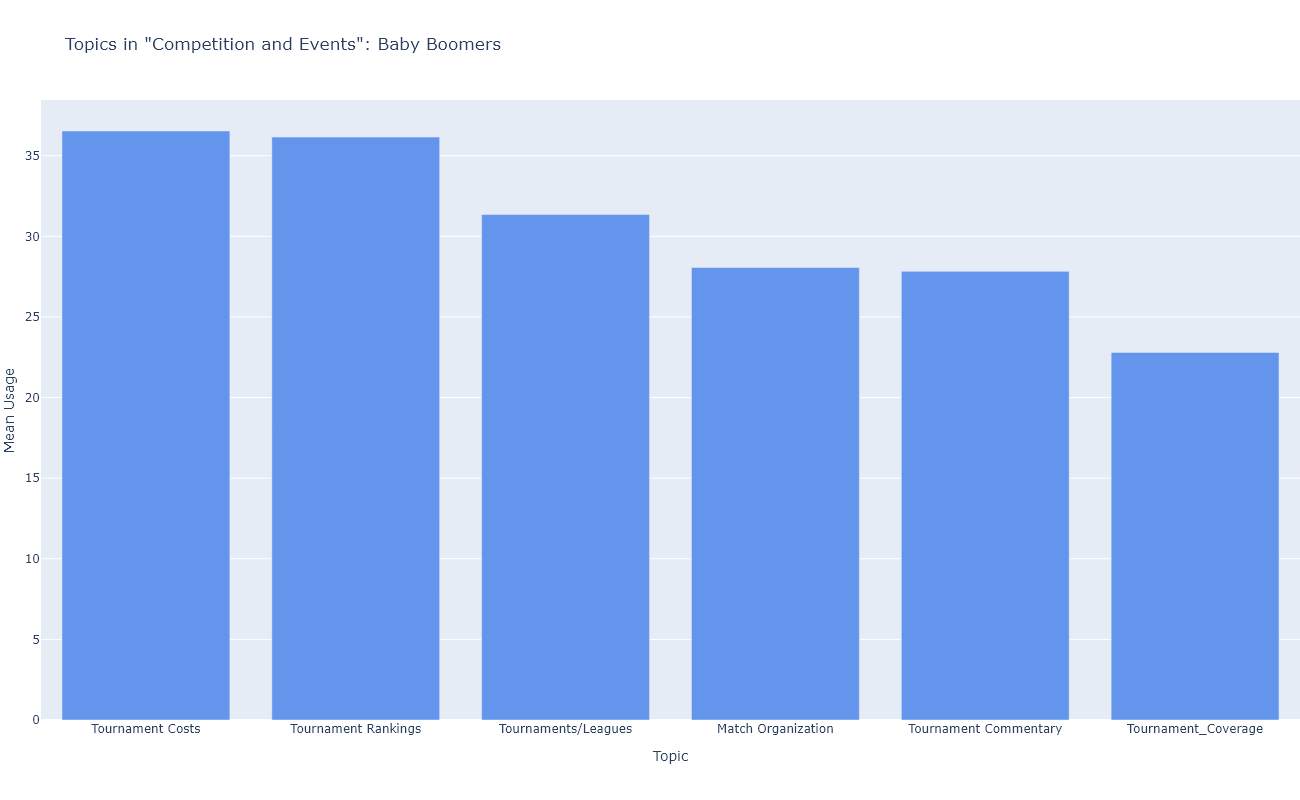 Topics in "Competition and Events": Baby Boomers
Mean Usage
35
30
25
20
15
10
5
0
Tournament Costs
Tournament Rankings
Tournaments/Leagues
Match Organization
Tournament Commentary
Tournament_Coverage
Topic